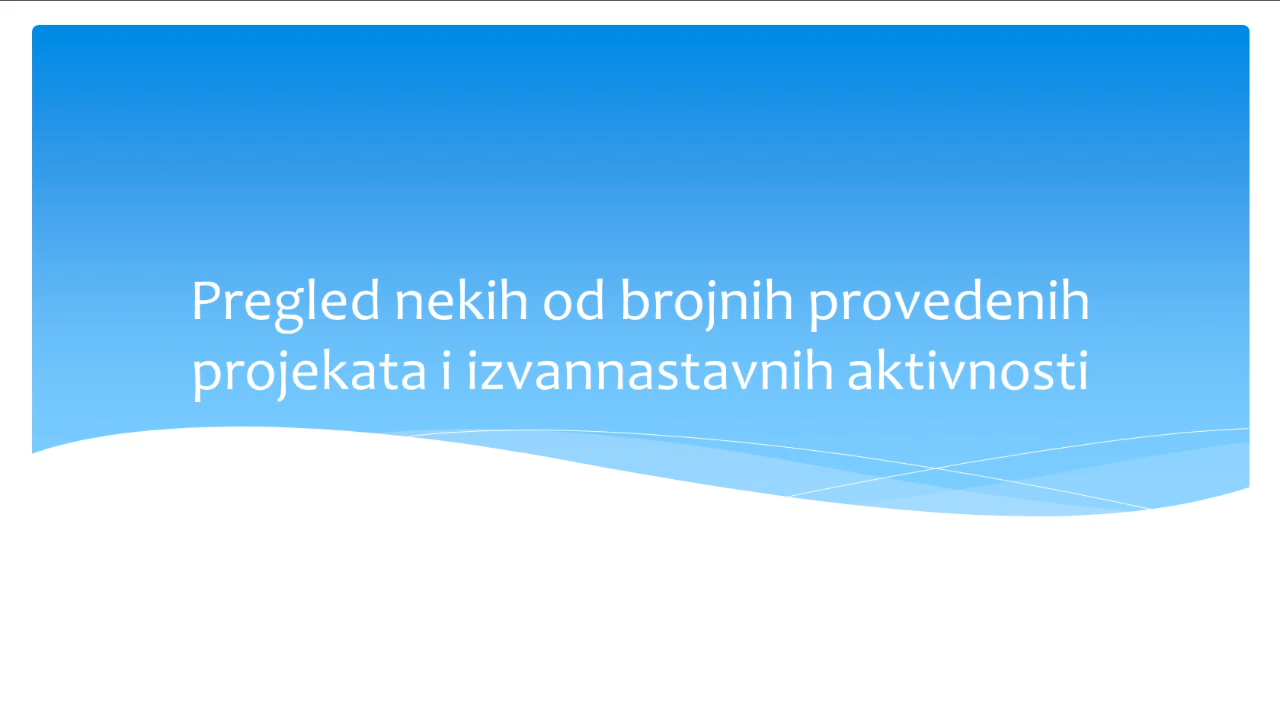 Pregled nekih od brojnih provedenih
projekata i izvannastavnih aktivnosti